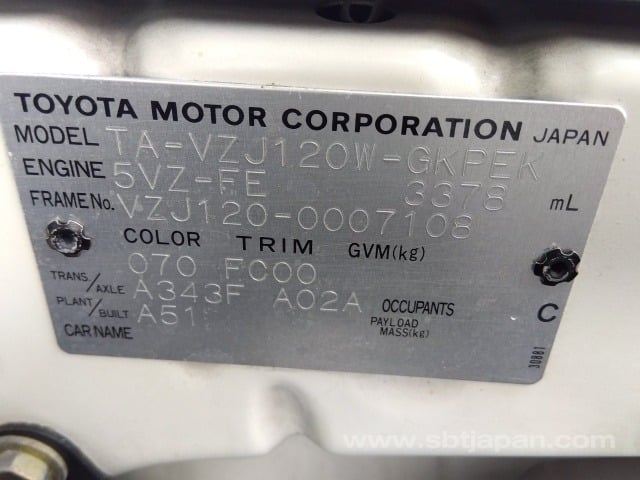 TOYOTA MOTOR CORPORATION JAPAN
MODEL TA-VZJ120W-GKPEK
ENGINE 5VZ-FE 3378 mL
FRAME No. VZJ120-0007108
COLOR TRIM GVM(kg)
070 FC00
TRANS./AXLE A343F A02A OCCUPANTS C
PLANT/BUILT A51 PAYLOAD MASS(kg)
CAR NAME
30881
www.sbtjapan.com